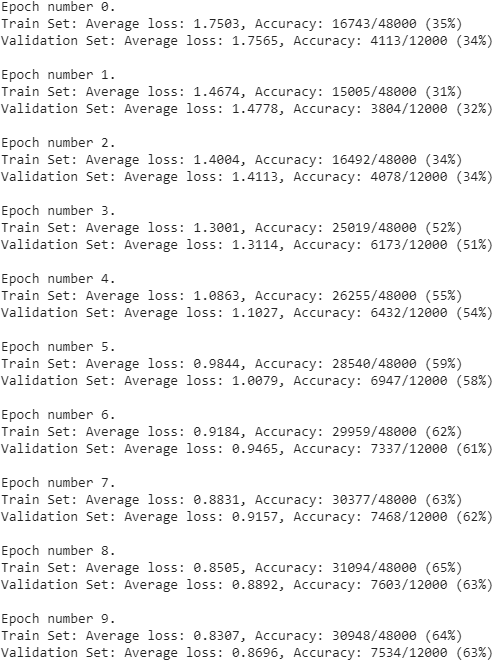 Epoch number 0.
Train Set: Average loss: 1.7503, Accuracy: 16743/48000 (35%)
Validation Set: Average loss: 1.7565, Accuracy: 4113/12000 (34%)
Epoch number 1.
Train Set: Average loss: 1.4674, Accuracy: 15005/48000 (31%)
Validation Set: Average loss: 1.4778, Accuracy: 3804/12000 (32%)
Epoch number 2.
Train Set: Average loss: 1.4004, Accuracy: 16492/48000 (34%)
Validation Set: Average loss: 1.4113, Accuracy: 4078/12000 (34%)
Epoch number 3.
Train Set: Average loss: 1.3001, Accuracy: 25019/48000 (52%)
Validation Set: Average loss: 1.3114, Accuracy: 6173/12000 (51%)
Epoch number 4.
Train Set: Average loss: 1.0863, Accuracy: 26255/48000 (55%)
Validation Set: Average loss: 1.1027, Accuracy: 6432/12000 (54%)
Epoch number 5.
Train Set: Average loss: 0.9844, Accuracy: 28540/48000 (59%)
Validation Set: Average loss: 1.0079, Accuracy: 6947/12000 (58%)
Epoch number 6.
Train Set: Average loss: 0.9184, Accuracy: 29959/48000 (62%)
Validation Set: Average loss: 0.9465, Accuracy: 7337/12000 (61%)
Epoch number 7.
Train Set: Average loss: 0.8831, Accuracy: 30377/48000 (63%)
Validation Set: Average loss: 0.9157, Accuracy: 7468/12000 (62%)
Epoch number 8.
Train Set: Average loss: 0.8505, Accuracy: 31094/48000 (65%)
Validation Set: Average loss: 0.8892, Accuracy: 7603/12000 (63%)
Epoch number 9.
Train Set: Average loss: 0.8307, Accuracy: 30948/48000 (64%)
Validation Set: Average loss: 0.8696, Accuracy: 7534/12000 (63%)